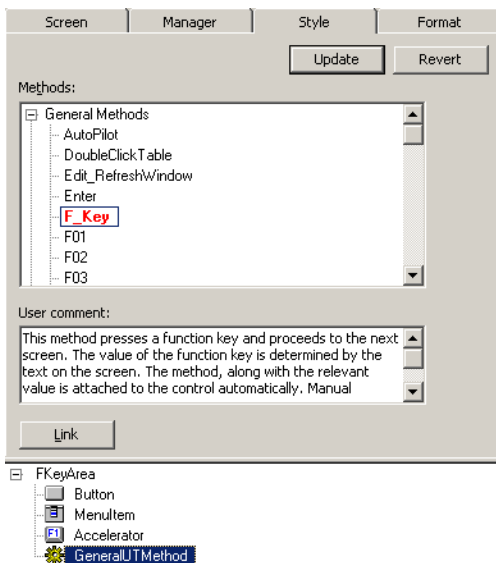 Screen Manager Style Format
Update Revert
Methods:
General Methods
AutoPilot
DoubleClickTable
Edit_RefreshWindow
Enter
F_Key
F01
F02
F03
User comment:
This method presses a function key and proceeds to the next
screen. The value of the function key is determined by the
text on the screen. The method, along with the relevant
value is attached to the control automatically. Manual
Link
FKeyArea
Button
MenuItem
F1 Accelerator
GeneralUTMethod